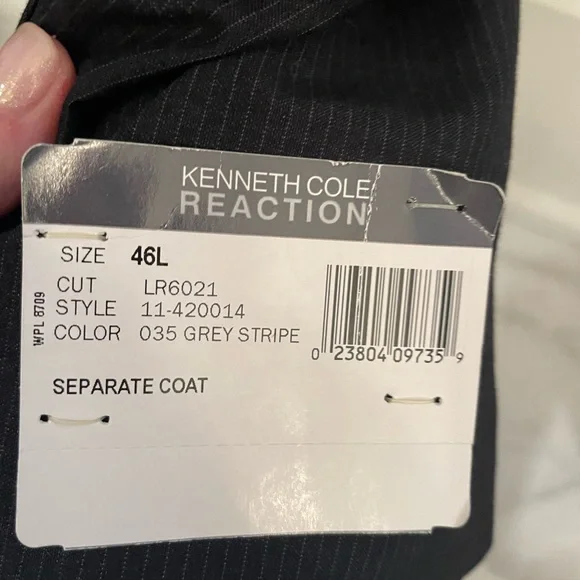 KENNETH COLE
REACTION
SIZE 46L
CUT LR6021
STYLE 11-420014
COLOR 035 GREY STRIPE
WPL 8709
0 23804 09735 9
SEPARATE COAT